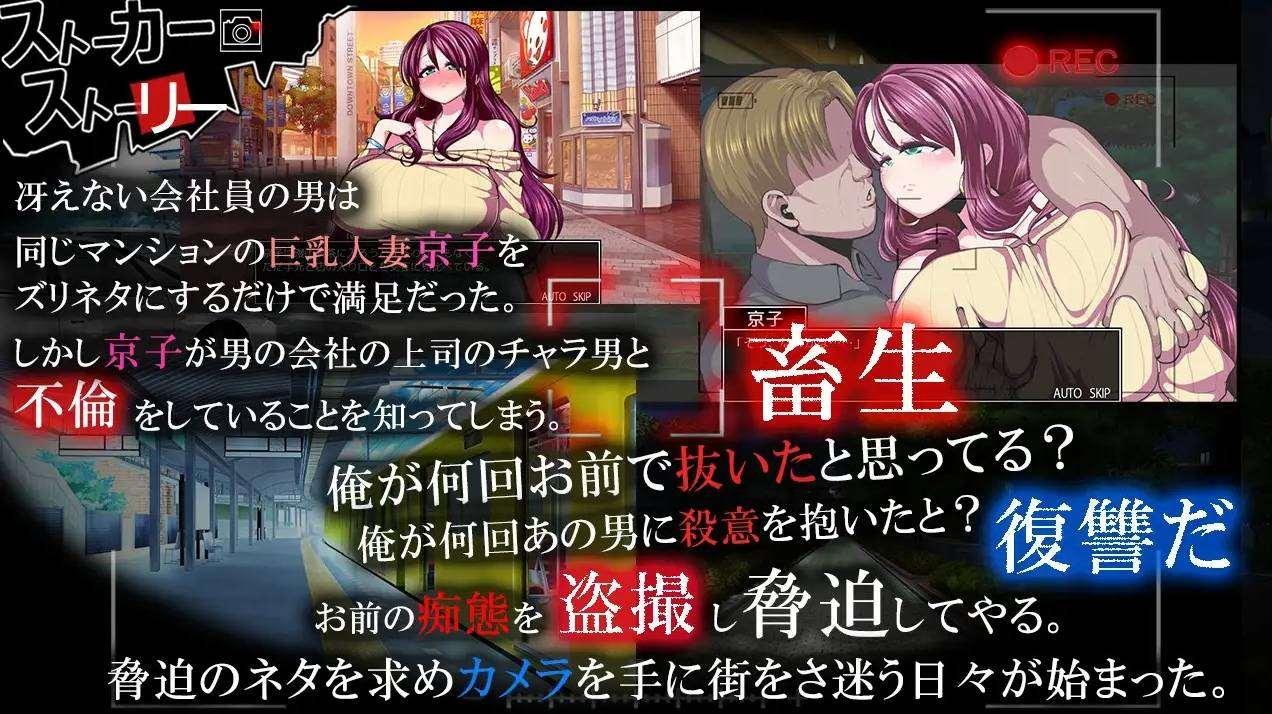 ストーカー
ストーリー
DOWNTOWN STREET
REC
REC
冴えない会社員の男は
同じマンションの巨乳人妻京子を
ズリネタにするだけで満足だった。
AUTO SKIP
しかし京子が男の会社の上司のチャラ男と
不倫をしていることを知ってしまう。
京子
AUTO SKIP
畜生
俺が何回お前で抜いたと思ってる？
俺が何回あの男に殺意を抱いたと？
復讐だ
お前の痴態を盗撮し脅迫してやる。
脅迫のネタを求めカメラを手に街をさ迷う日々が始まった。